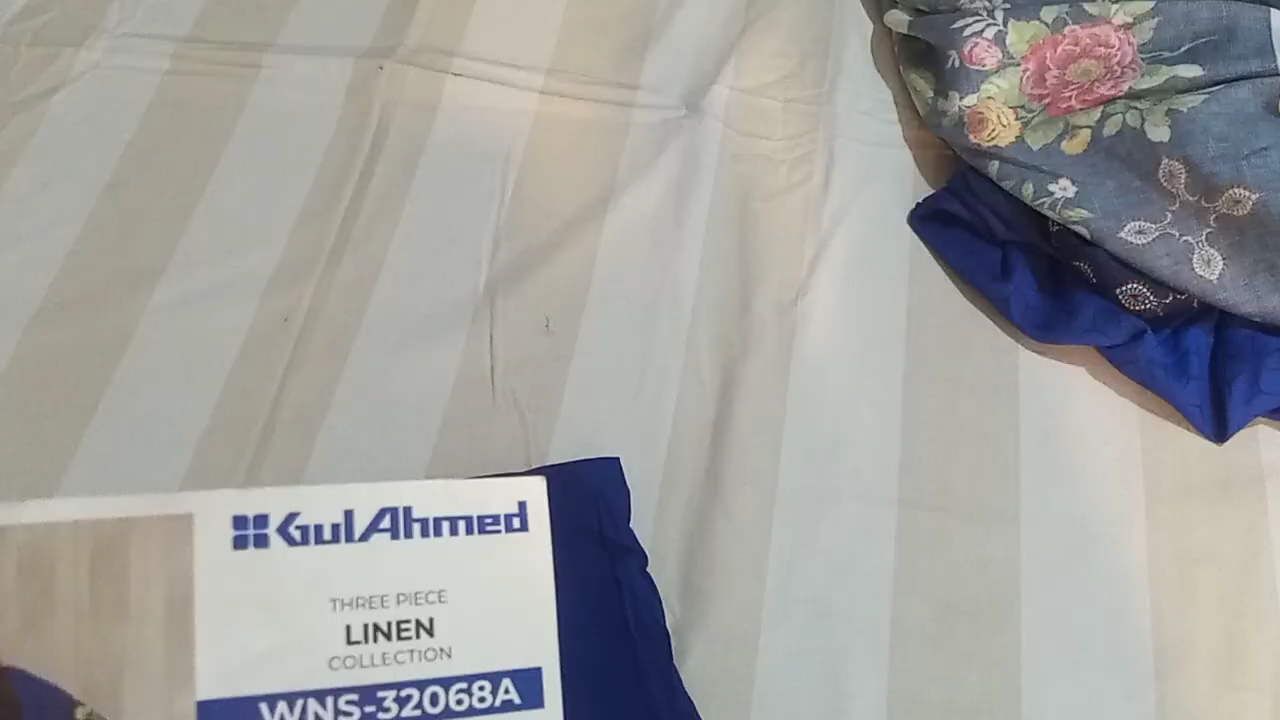 GulAhmed
THREE PIECE
LINEN
COLLECTION
WNS-32068A